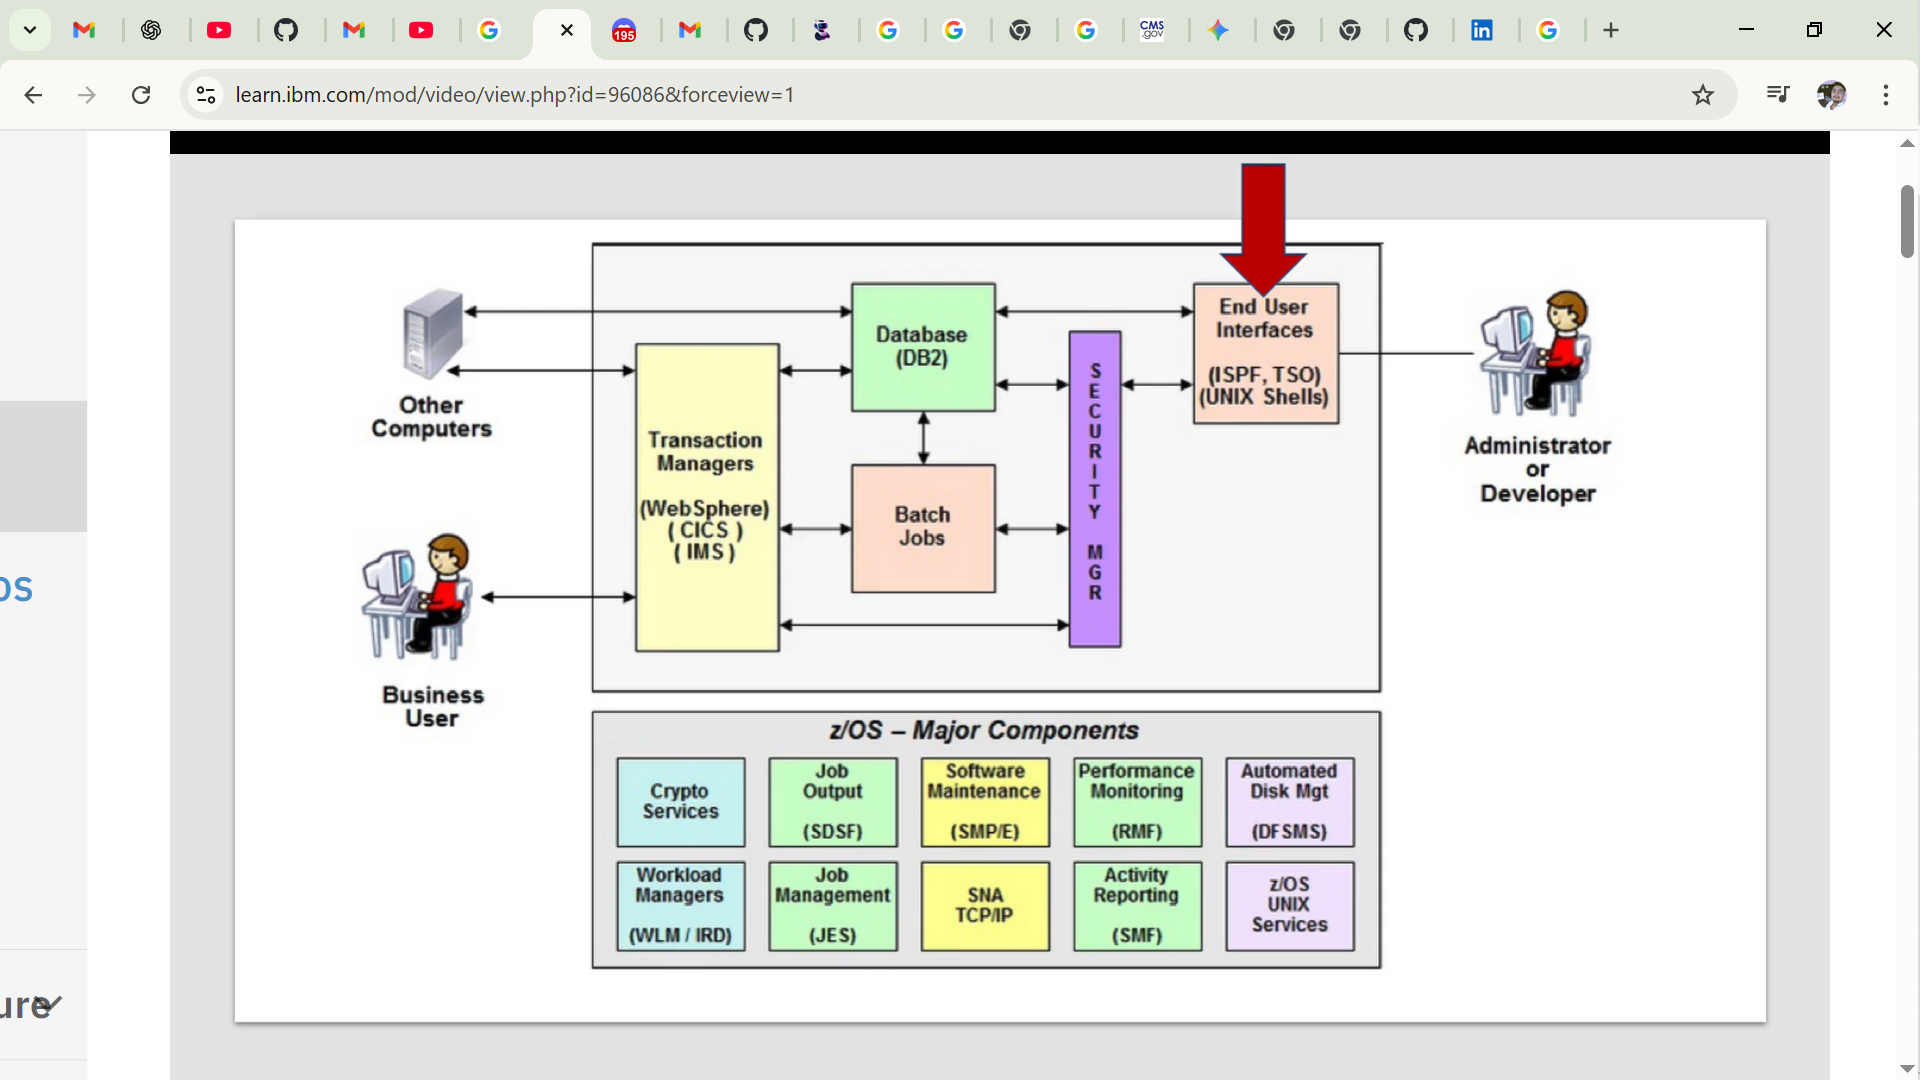 195
CMS
.gov
learn.ibm.com/mod/video/view.php?id=96086&forceview=1
os
ure
Other
Computers
Business
User
Transaction
Managers
(WebSphere)
( CICS )
( IMS )
Database
(DB2)
Batch
Jobs
SECURITY MGR
End User
Interfaces
(ISPF, TSO)
(UNIX Shells)
Administrator
or
Developer
z/OS – Major Components
Crypto
Services
Job
Output
(SDSF)
Software
Maintenance
(SMP/E)
Performance
Monitoring
(RMF)
Automated
Disk Mgt
(DFSMS)
Workload
Managers
(WLM / IRD)
Job
Management
(JES)
SNA
TCP/IP
Activity
Reporting
(SMF)
z/OS
UNIX
Services